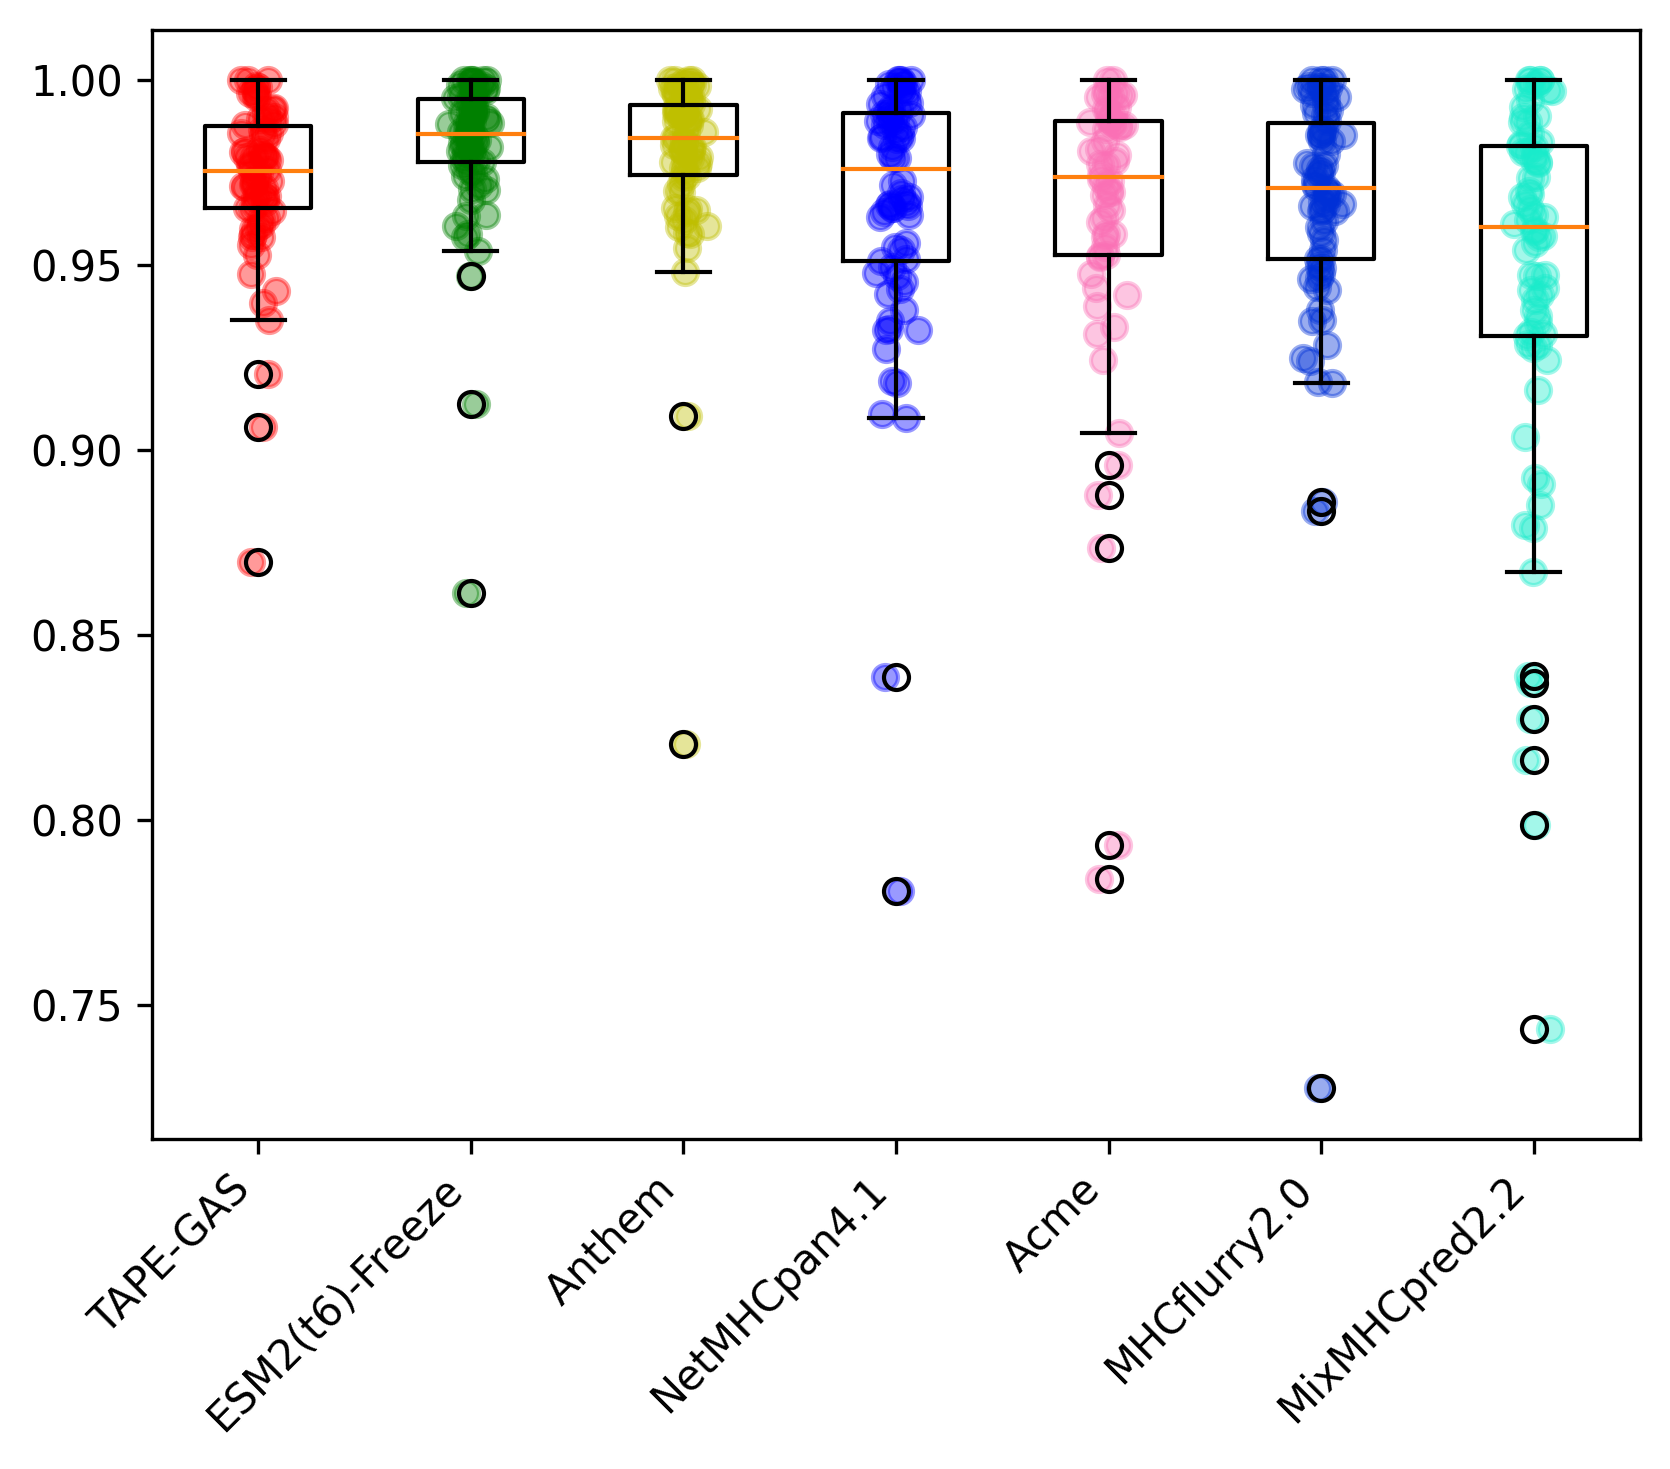 1.00
0.95
0.90
0.85
0.80
0.75
TAPE-GAS
ESM2(t6)-Freeze
Anthem
NetMHCpan4.1
Acme
MHCflurry2.0
MixMHCpred2.2